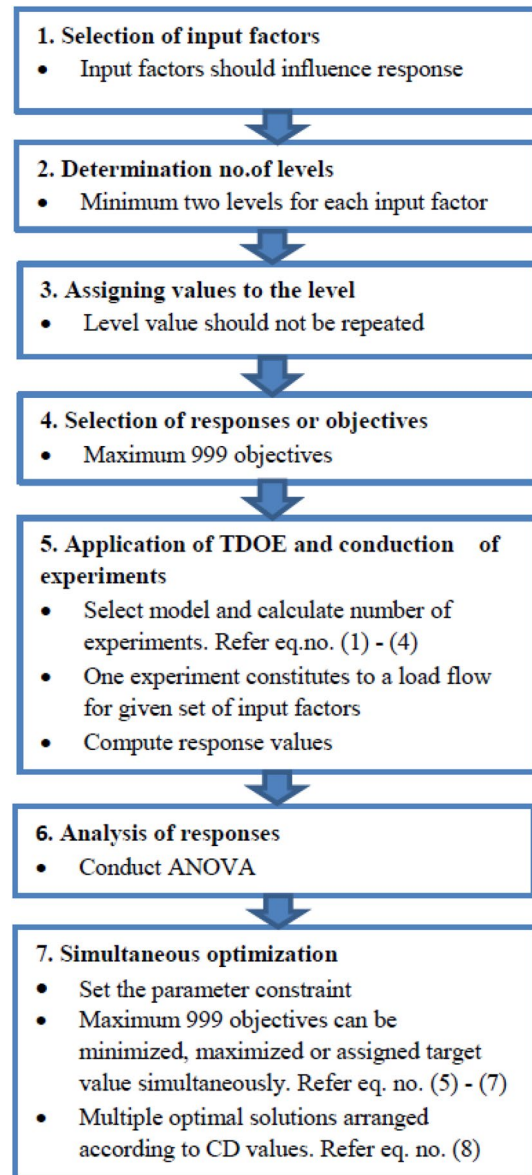 1. Selection of input factors
• Input factors should influence response
2. Determination no.of levels
• Minimum two levels for each input factor
3. Assigning values to the level
• Level value should not be repeated
4. Selection of responses or objectives
• Maximum 999 objectives
5. Application of TDOE and conduction of
experiments
• Select model and calculate number of
experiments. Refer eq.no. (1) - (4)
• One experiment constitutes to a load flow
for given set of input factors
• Compute response values
6. Analysis of responses
• Conduct ANOVA
7. Simultaneous optimization
• Set the parameter constraint
• Maximum 999 objectives can be
minimized, maximized or assigned target
value simultaneously. Refer eq. no. (5) - (7)
• Multiple optimal solutions arranged
according to CD values. Refer eq. no. (8)